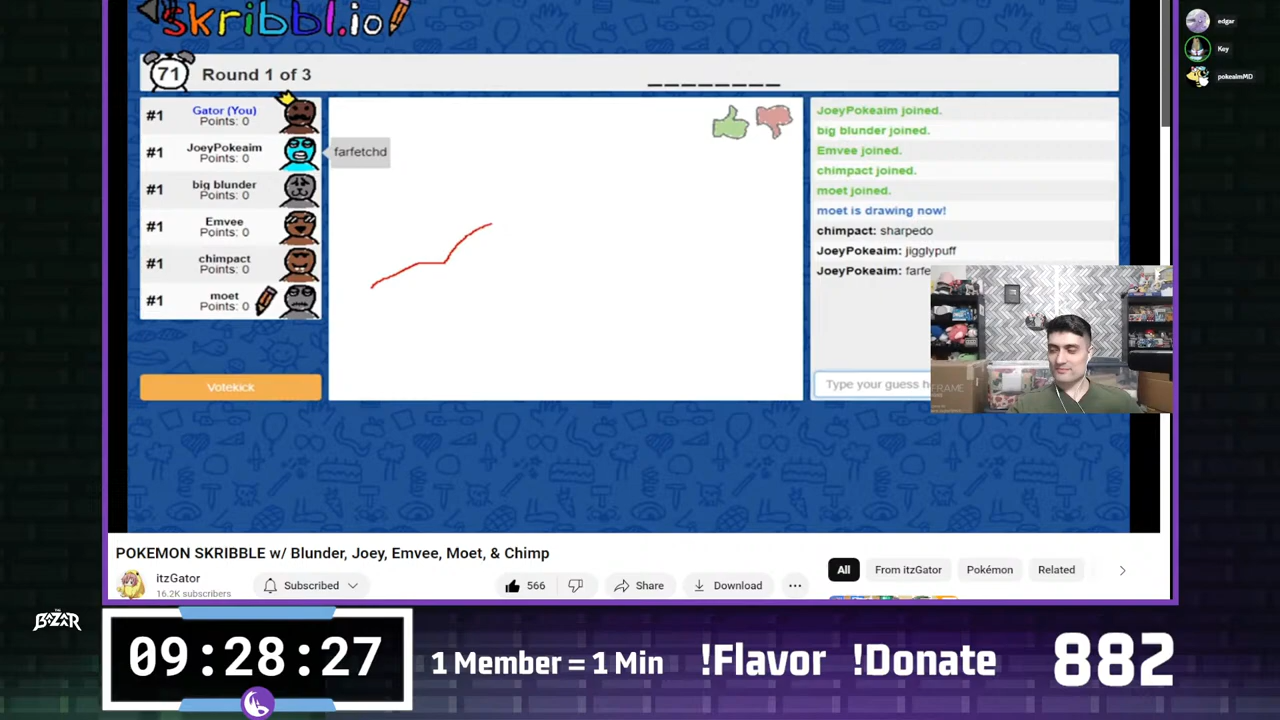 skribbl.io
71
Round 1 of 3
________
#1 Gator (You)
Points: 0
#1 JoeyPokeaim
Points: 0
farfetchd
#1 big blunder
Points: 0
#1 Emvee
Points: 0
#1 chimpact
Points: 0
#1 moet
Points: 0
Votekick
JoeyPokeaim joined.
big blunder joined.
Emvee joined.
chimpact joined.
moet joined.
moet is drawing now!
chimpact: sharpedo
JoeyPokeaim: jigglypuff
JoeyPokeaim: farfe
Type your guess h
edgar
Key
pokeaimMD
POKEMON SKRIBBLE w/ Blunder, Joey, Emvee, Moet, & Chimp
itzGator
16.2K subscribers
Subscribed
566
Share
Download
...
All
From itzGator
Pokémon
Related
THE BAZAR
09:28:27
1 Member = 1 Min
!Flavor
!Donate
882